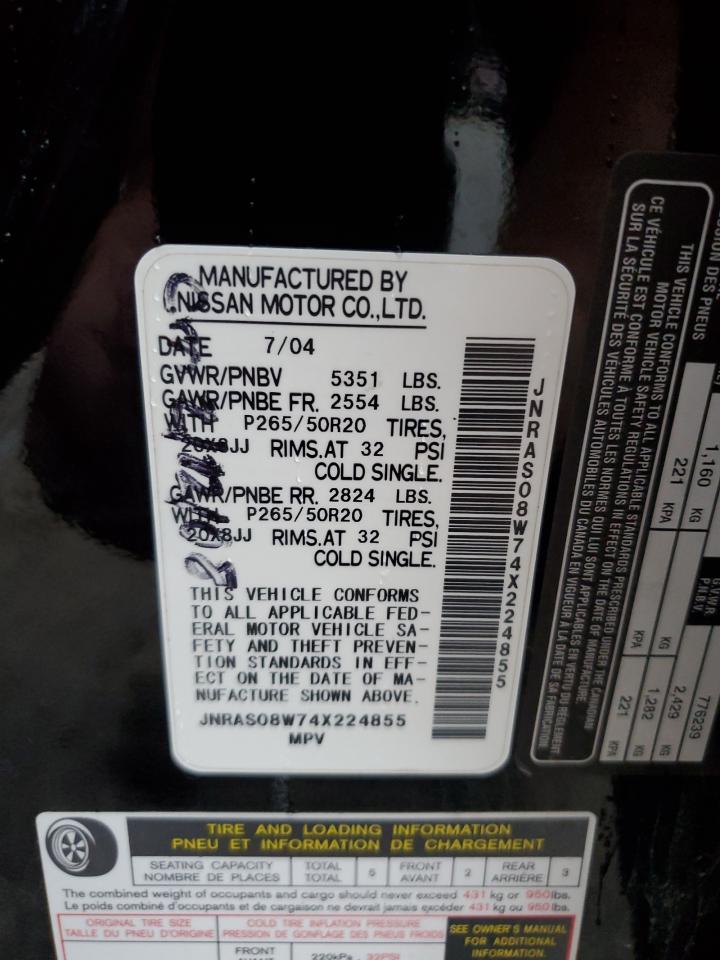 MANUFACTURED BY
NISSAN MOTOR CO.,LTD.
DATE 7/04
GVWR/PNBV 5351 LBS.
GAWR/PNBE FR. 2554 LBS.
WITH P265/50R20 TIRES,
20X8JJ RIMS.AT 32 PSI
COLD SINGLE.
GAWR/PNBE RR. 2824 LBS.
WITH P265/50R20 TIRES,
20X8JJ RIMS.AT 32 PSI
COLD SINGLE.
THIS VEHICLE CONFORMS
TO ALL APPLICABLE FED-
ERAL MOTOR VEHICLE SA-
FETY AND THEFT PREVEN-
TION STANDARDS IN EFF-
ECT ON THE DATE OF MA-
NUFACTURE SHOWN ABOVE.
JNRAS08W74X224855
MPV
JNRAS08W74X224855
DES PNEUS
THIS VEHICLE CONFORMS TO ALL APPLICABLE STANDARDS PRESCRIBED UNDER THE CANADIAN
MOTOR VEHICLE SAFETY REGULATIONS IN EFFECT ON THE DATE OF MANUFACTURE.
CE VÉHICULE EST CONFORME À TOUTES LES NORMES QUI LUI SONT APPLICABLES EN VERTU DU RÈGLEMENT
SUR LA SÉCURITÉ DES VÉHICULES AUTOMOBILES DU CANADA EN VIGUEUR À LA DATE DE SA FABRICATION.
1,160 KG
221 KPA
G.V.W.R.
P.N.B.V.
776239
2,429
KG 1,282
KPA 221
TIRE AND LOADING INFORMATION
PNEU ET INFORMATION DE CHARGEMENT
SEATING CAPACITY TOTAL 5 FRONT 2 REAR 3
NOMBRE DE PLACES TOTAL AVANT ARRIÈRE
The combined weight of occupants and cargo should never exceed 431 kg or 950 lbs.
Le poids combiné d'occupants et de cargaison ne devrait jamais excéder 431 kg ou 950 lbs.
ORIGINAL TIRE SIZE COLD TIRE INFLATION PRESSURE
TAILLE DU PNEU D'ORIGINE PRESSION DE GONFLAGE DES PNEUS FROIDS
SEE OWNER'S MANUAL
FOR ADDITIONAL
INFORMATION.
FRONT 220kPa, 32PSI